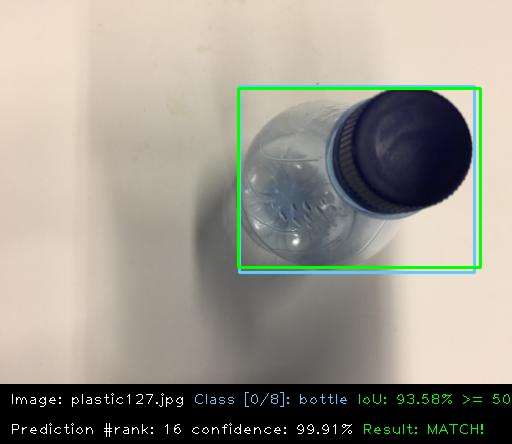 Image: plastic127.jpg Class [0/8]: bottle IoU: 93.58% >= 50
Prediction #rank: 16 confidence: 99.91% Result: MATCH!